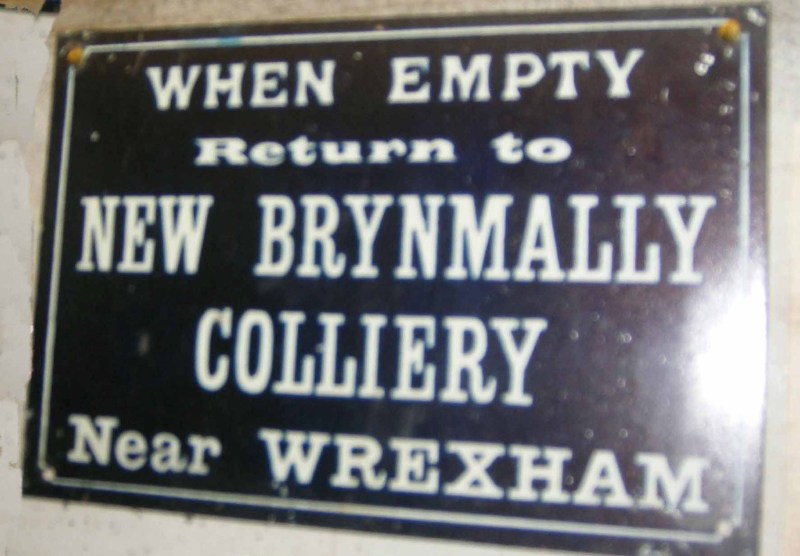 WHEN EMPTY
Return to
NEW BRYNMALLY
COLLIERY
Near WREXHAM